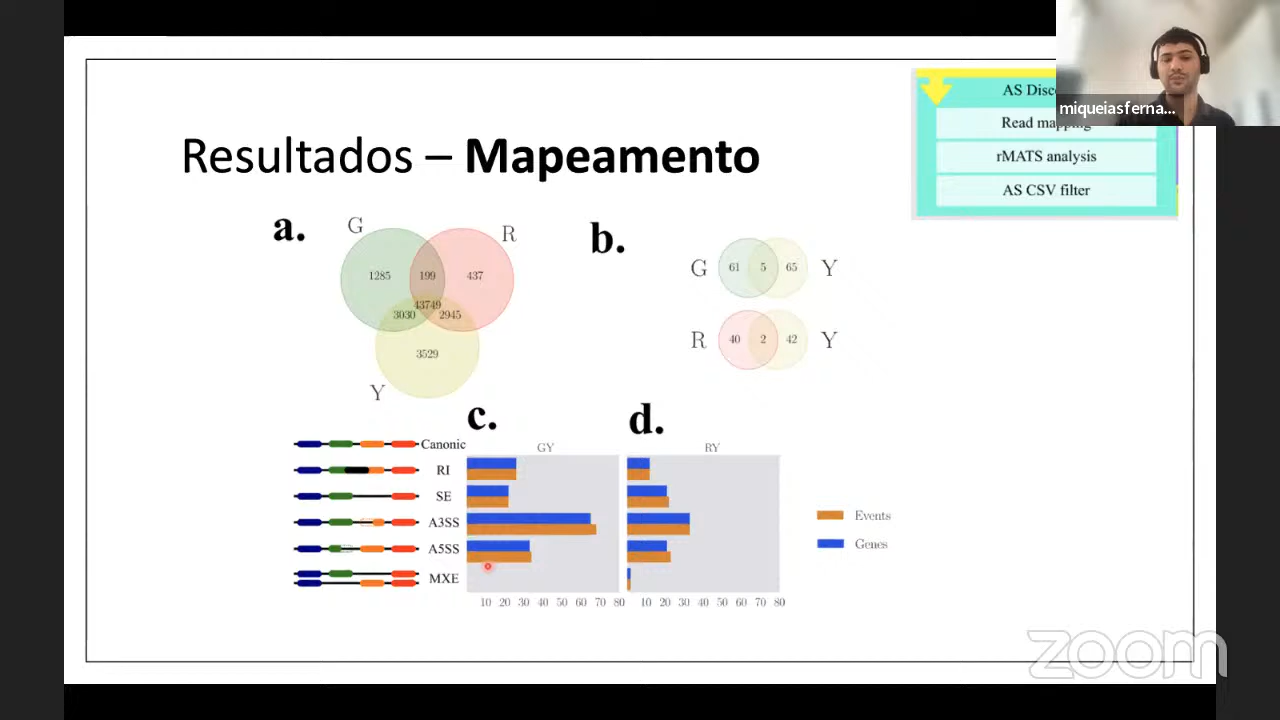 AS Disc
miqueiasferna...
Read mapping
rMATS analysis
AS CSV filter
Resultados – Mapeamento
a.
G
R
1285
199
437
43749
3030
2945
3529
Y
b.
G
61
5
65
Y
R
40
2
42
Y
c.
d.
Canonic
GY
RY
RI
SE
A3SS
A5SS
MXE
Events
Genes
10 20 30 40 50 60 70 80
10 20 30 40 50 60 70 80
zoom